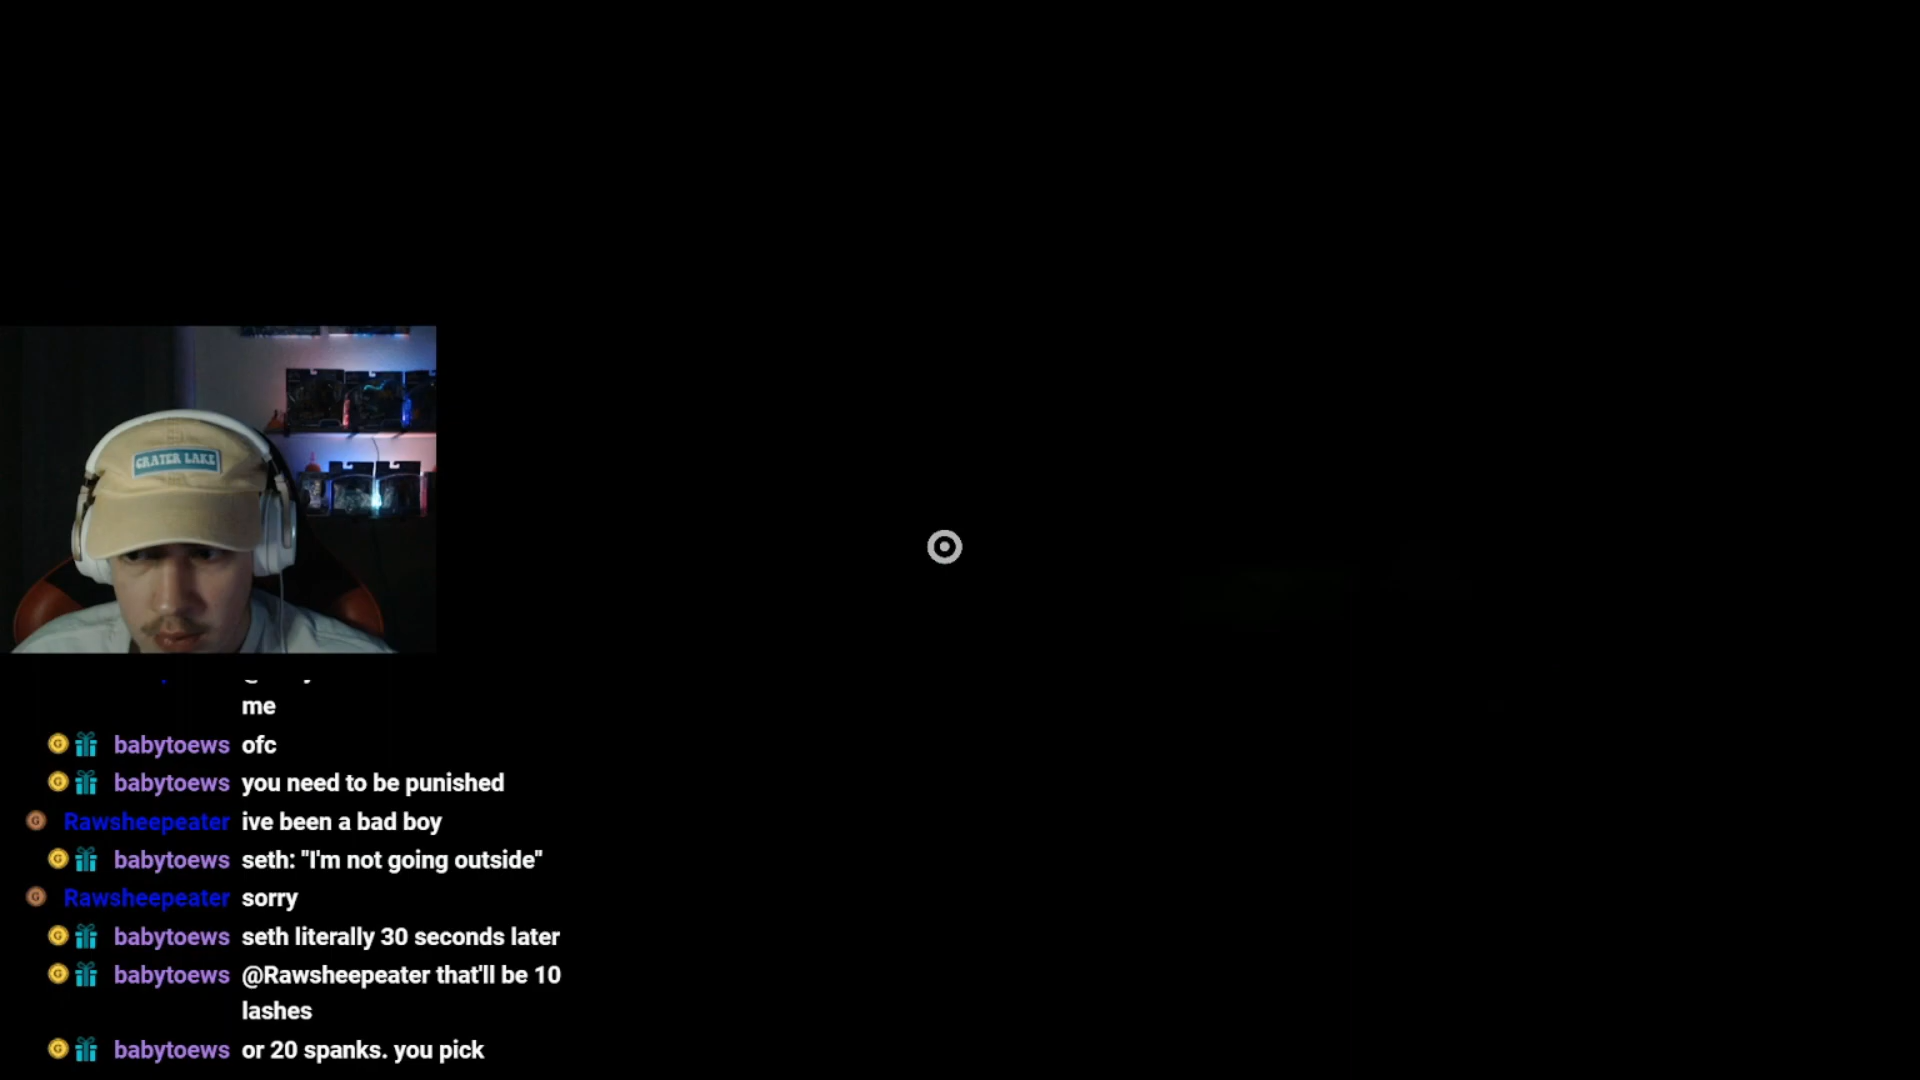 CRATER LAKE
me
babytoews ofc
babytoews you need to be punished
Rawsheepeater ive been a bad boy
babytoews seth: "I'm not going outside"
Rawsheepeater sorry
babytoews seth literally 30 seconds later
babytoews @Rawsheepeater that'll be 10
lashes
babytoews or 20 spanks. you pick